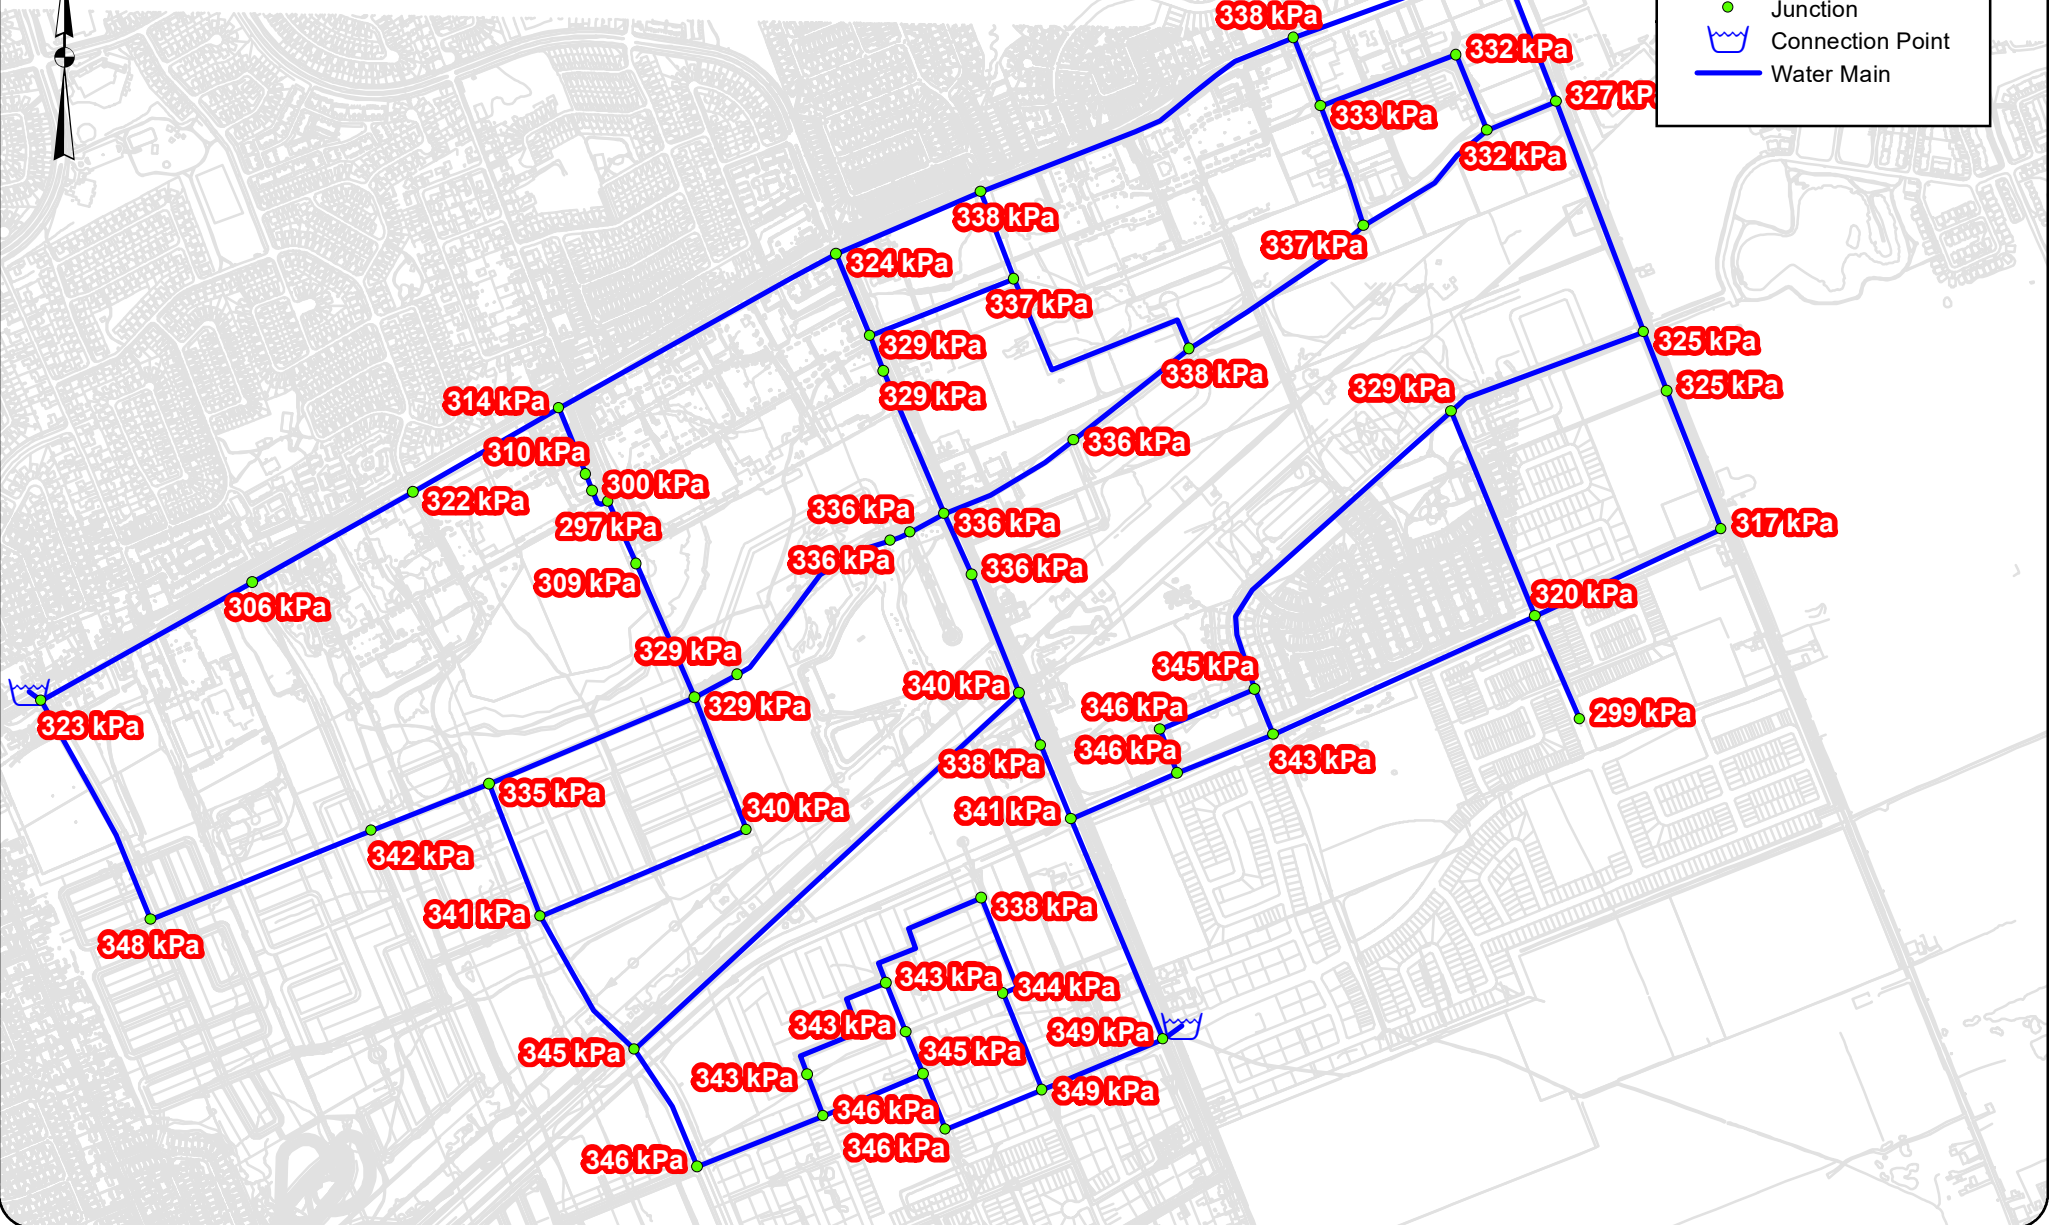 338 kPa
Junction
Connection Point
332 kPa
Water Main
327 kP
333 kPa
332 kPa
338 kPa
337 kPa
324 kPa
337 kPa
329 kPa
325 kPa
338 kPa
325 kPa
329 kPa
329 kPa
314 kPa
336 kPa
310 kPa
300 kPa
322 kPa
336 kPa
336 kPa
317 kPa
297 kPa
336 kPa
336 kPa
309 kPa
320 kPa
306 kPa
329 kPa
345 kPa
340 kPa
329 kPa
346 kPa
299 kPa
323 kPa
346 kPa
343 kPa
338 kPa
335 kPa
340 kPa
341 kPa
342 kPa
338 kPa
341 kPa
348 kPa
343 kPa
344 kPa
343 kPa
349 kPa
345 kPa
345 kPa
343 kPa
349 kPa
346 kPa
346 kPa
346 kPa